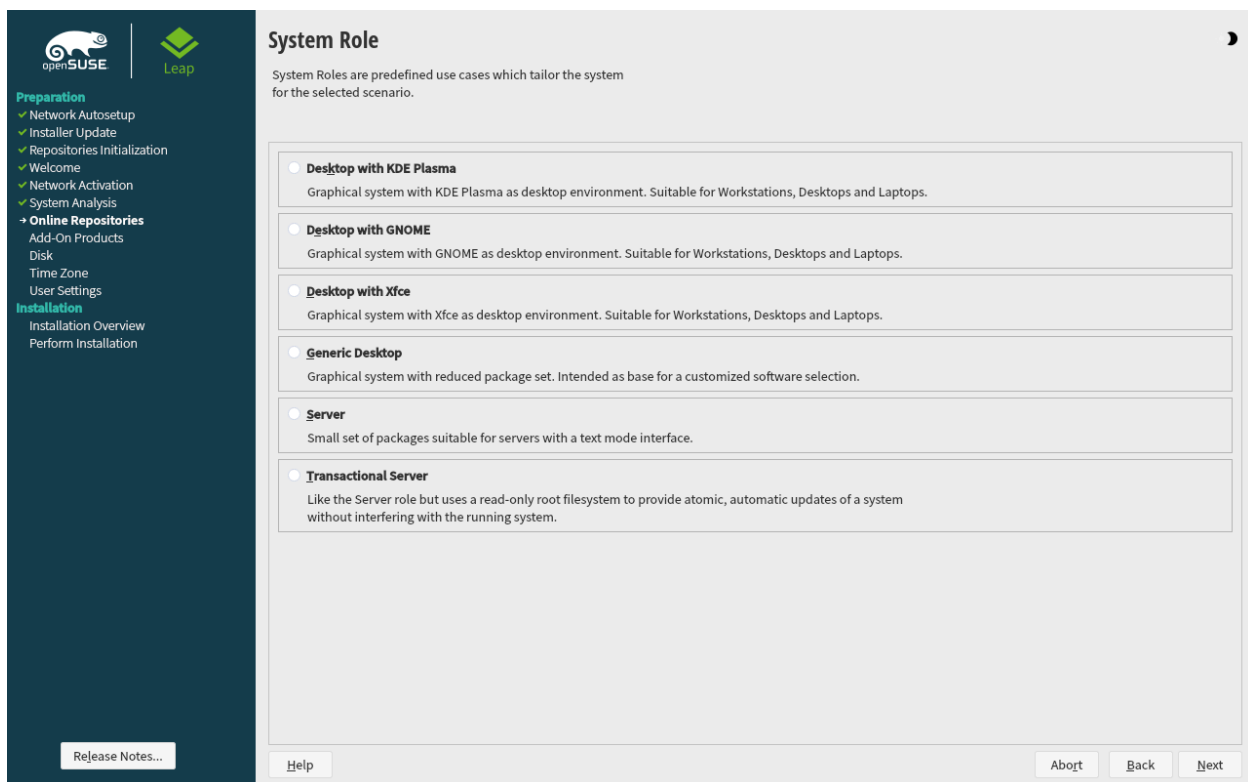 openSUSE
Leap
Preparation
Network Autosetup
Installer Update
Repositories Initialization
Welcome
Network Activation
System Analysis
Online Repositories
Add-On Products
Disk
Time Zone
User Settings
Installation
Installation Overview
Perform Installation
Release Notes...
System Role
System Roles are predefined use cases which tailor the system
for the selected scenario.
Desktop with KDE Plasma
Graphical system with KDE Plasma as desktop environment. Suitable for Workstations, Desktops and Laptops.
Desktop with GNOME
Graphical system with GNOME as desktop environment. Suitable for Workstations, Desktops and Laptops.
Desktop with Xfce
Graphical system with Xfce as desktop environment. Suitable for Workstations, Desktops and Laptops.
Generic Desktop
Graphical system with reduced package set. Intended as base for a customized software selection.
Server
Small set of packages suitable for servers with a text mode interface.
Transactional Server
Like the Server role but uses a read-only root filesystem to provide atomic, automatic updates of a system
without interfering with the running system.
Help
Abort
Back
Next